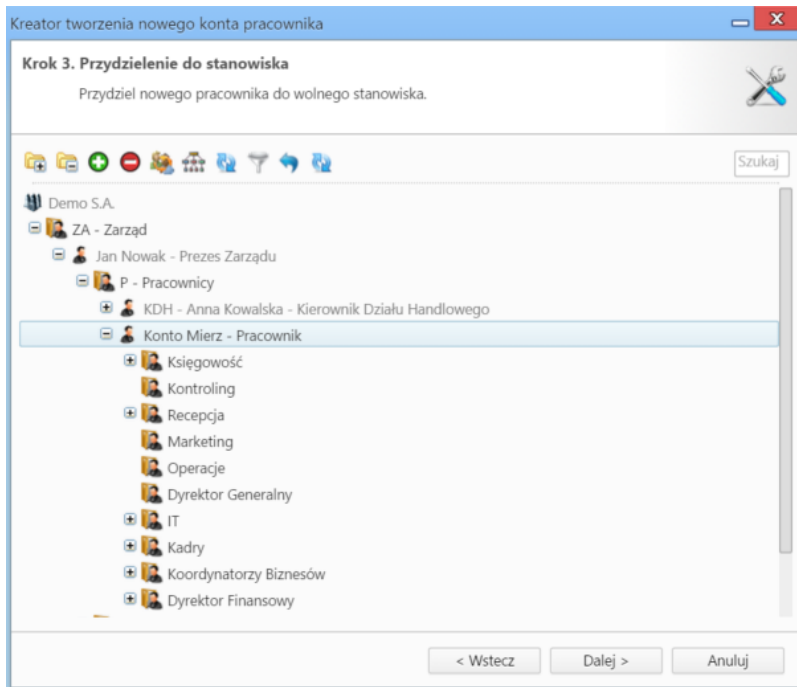 Kreator tworzenia nowego konta pracownika
Krok 3. Przydzielenie do stanowiska
Przydziel nowego pracownika do wolnego stanowiska.
Szukaj
Demo S.A.
ZA - Zarząd
Jan Nowak - Prezes Zarządu
P - Pracownicy
KDH - Anna Kowalska - Kierownik Działu Handlowego
Konto Mierz - Pracownik
Księgowość
Kontroling
Recepcja
Marketing
Operacje
Dyrektor Generalny
IT
Kadry
Koordynatorzy Biznesów
Dyrektor Finansowy
< Wstecz
Dalej >
Anuluj